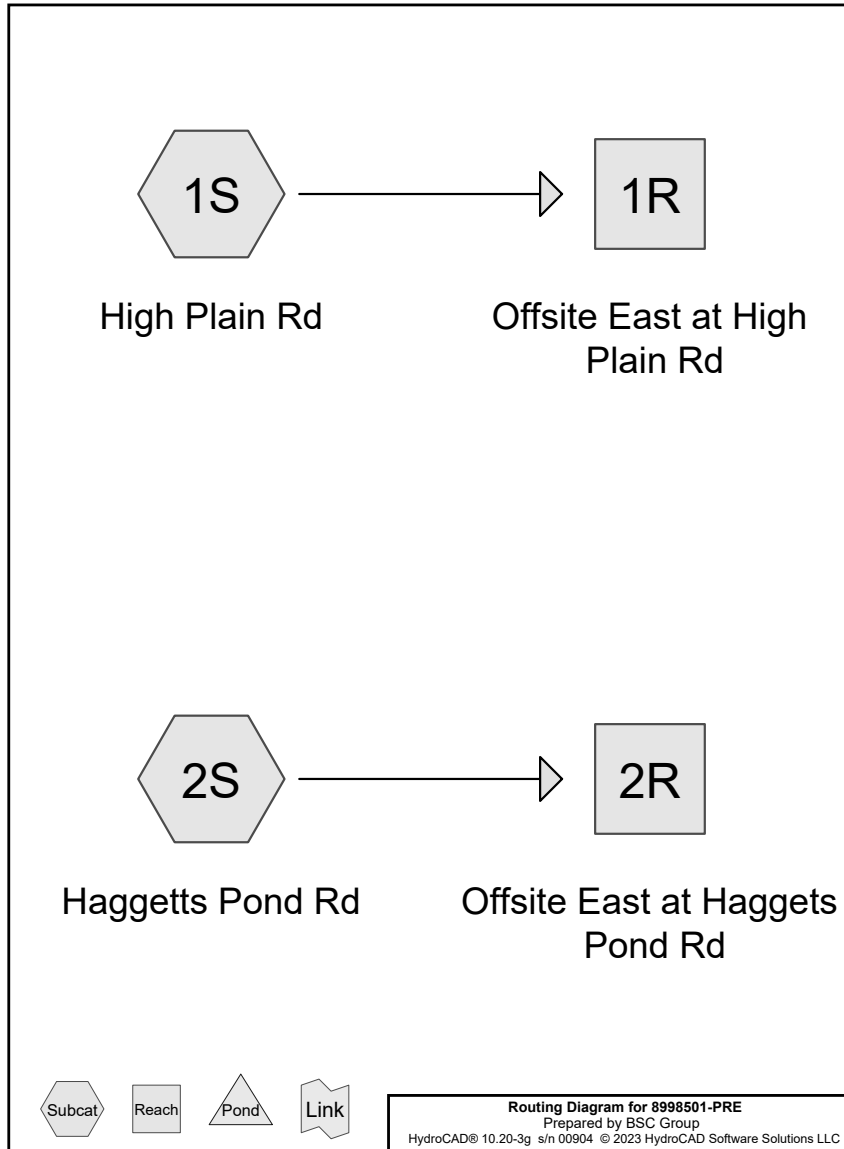 1S
1R
High Plain Rd
Offsite East at High
Plain Rd
2S
2R
Haggetts Pond Rd
Offsite East at Haggets
Pond Rd
Subcat
Reach
Pond
Link
Routing Diagram for 8998501-PRE
Prepared by BSC Group
HydroCAD® 10.20-3g s/n 00904 © 2023 HydroCAD Software Solutions LLC